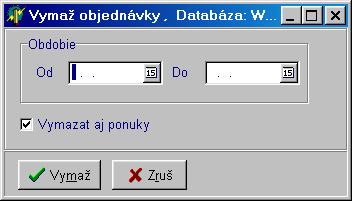 Vymaž objednávky , Databáza: W...
Obdobie
Od . . 15 Do . . 15
Vymazat aj ponuky
Vymaž Zruš